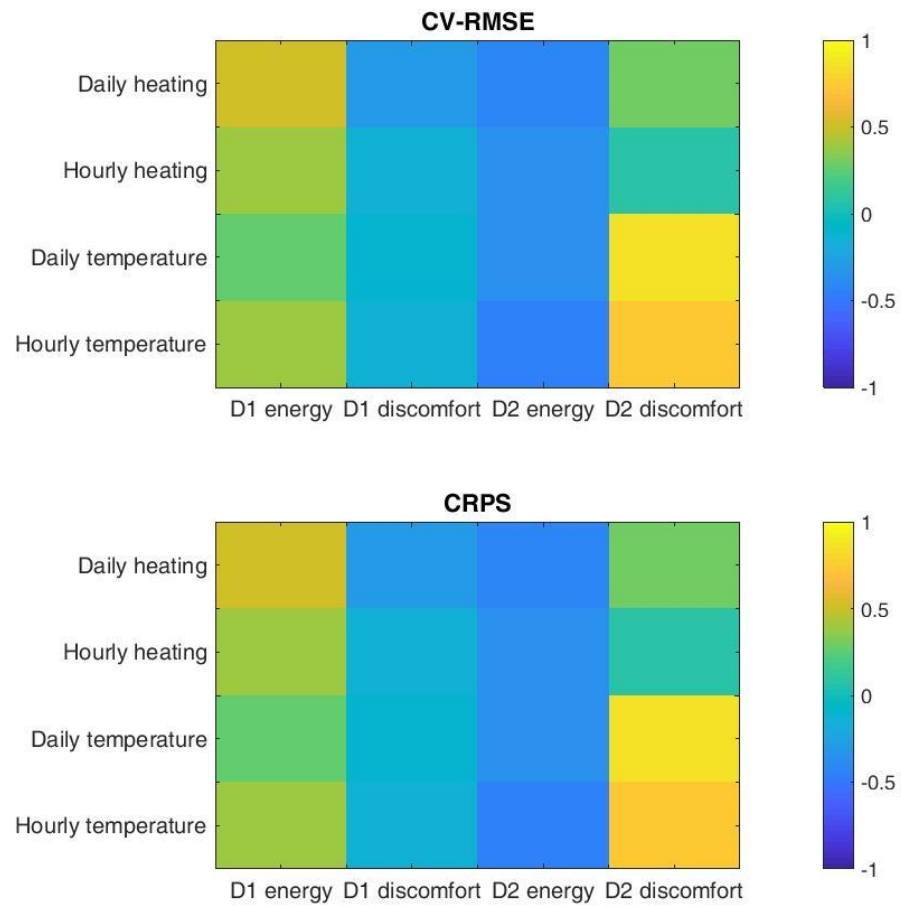 CV-RMSE
Daily heating
Hourly heating
Daily temperature
Hourly temperature
D1 energy D1 discomfort D2 energy D2 discomfort
1
0.5
0
-0.5
-1
CRPS
Daily heating
Hourly heating
Daily temperature
Hourly temperature
D1 energy D1 discomfort D2 energy D2 discomfort
1
0.5
0
-0.5
-1